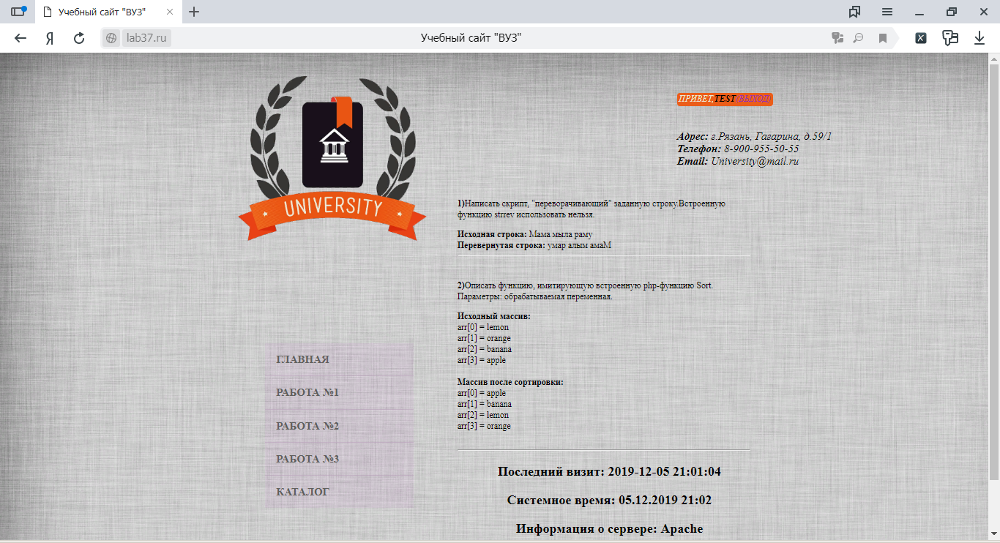 Учебный сайт "ВУЗ"
lab37.ru
Учебный сайт "ВУЗ"
UNIVERSITY
ПРИВЕТ,TEST(ВЫХОД)
Адрес: г.Рязань, Гагарина, д.59/1
Телефон: 8-900-955-50-55
Email: University@mail.ru
ГЛАВНАЯ
РАБОТА №1
РАБОТА №2
РАБОТА №3
КАТАЛОГ
1)Написать скрипт, "переворачивающий" заданную строку.Встроенную
функцию strrev использовать нельзя.
Исходная строка: Мама мыла раму
Перевернутая строка: умар алым амаМ
2)Описать функцию, имитирующую встроенную php-функцию Sort.
Параметры: обрабатываемая переменная.
Исходный массив:
arr[0] = lemon
arr[1] = orange
arr[2] = banana
arr[3] = apple
Массив после сортировки:
arr[0] = apple
arr[1] = banana
arr[2] = lemon
arr[3] = orange
Последний визит: 2019-12-05 21:01:04
Системное время: 05.12.2019 21:02
Информация о сервере: Apache